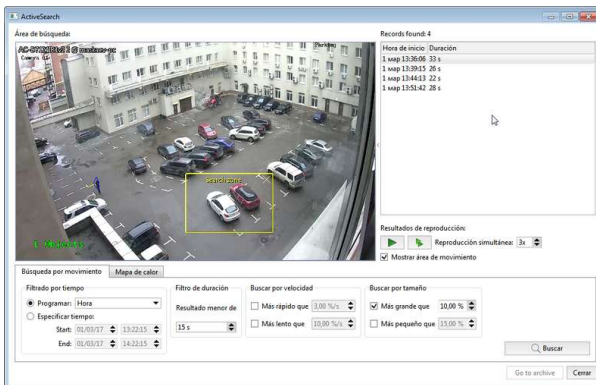 ActiveSearch
Área de búsqueda:
Records found: 4
Camera 01
Parking
Search zone
Hora de inicio Duración
1 мар 13:36:06 33 s
1 мар 13:39:15 26 s
1 мар 13:44:13 22 s
1 мар 13:51:42 28 s
Resultados de reproducción:
Reproducción simultánea: 3x
Mostrar área de movimiento
Búsqueda por movimiento Mapa de calor
Filtrado por tiempo
Programar: Hora
Especificar tiempo:
Start: 01/03/17 13:22:15
End: 01/03/17 14:22:15
Filtro de duración
Resultado menor de
15 s
Buscar por velocidad
Más rápido que 3,00 %/s
Más lento que 10,00 %/s
Buscar por tamaño
Más grande que 10,00 %
Más pequeño que 15,00 %
Buscar
Go to archive Cerrar